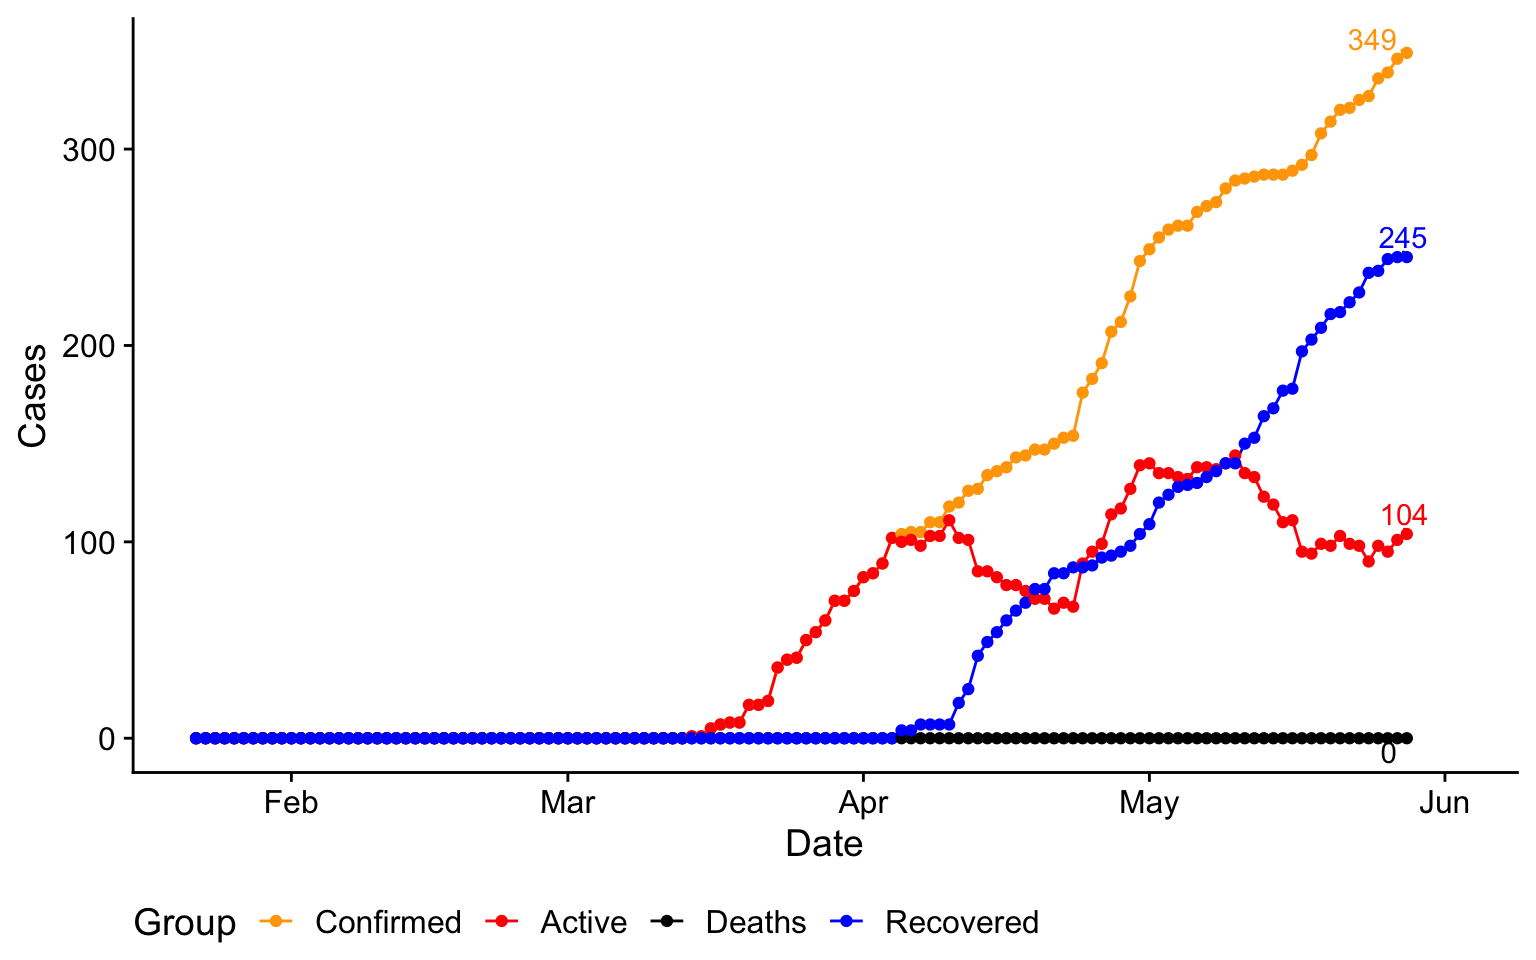 349
300
245
200
Cases
100
104
0
0
Feb Mar Apr May Jun
Date
Group Confirmed Active Deaths Recovered